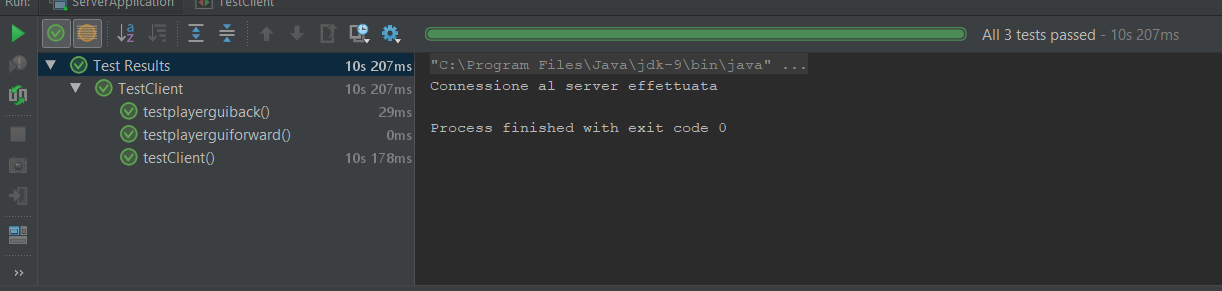 Run: ServerApplication TestClient
All 3 tests passed - 10s 207ms
Test Results 10s 207ms
TestClient 10s 207ms
testplayerguiback() 29ms
testplayerguiforward() 0ms
testClient() 10s 178ms
"C:\Program Files\Java\jdk-9\bin\java" ...
Connessione al server effettuata
Process finished with exit code 0